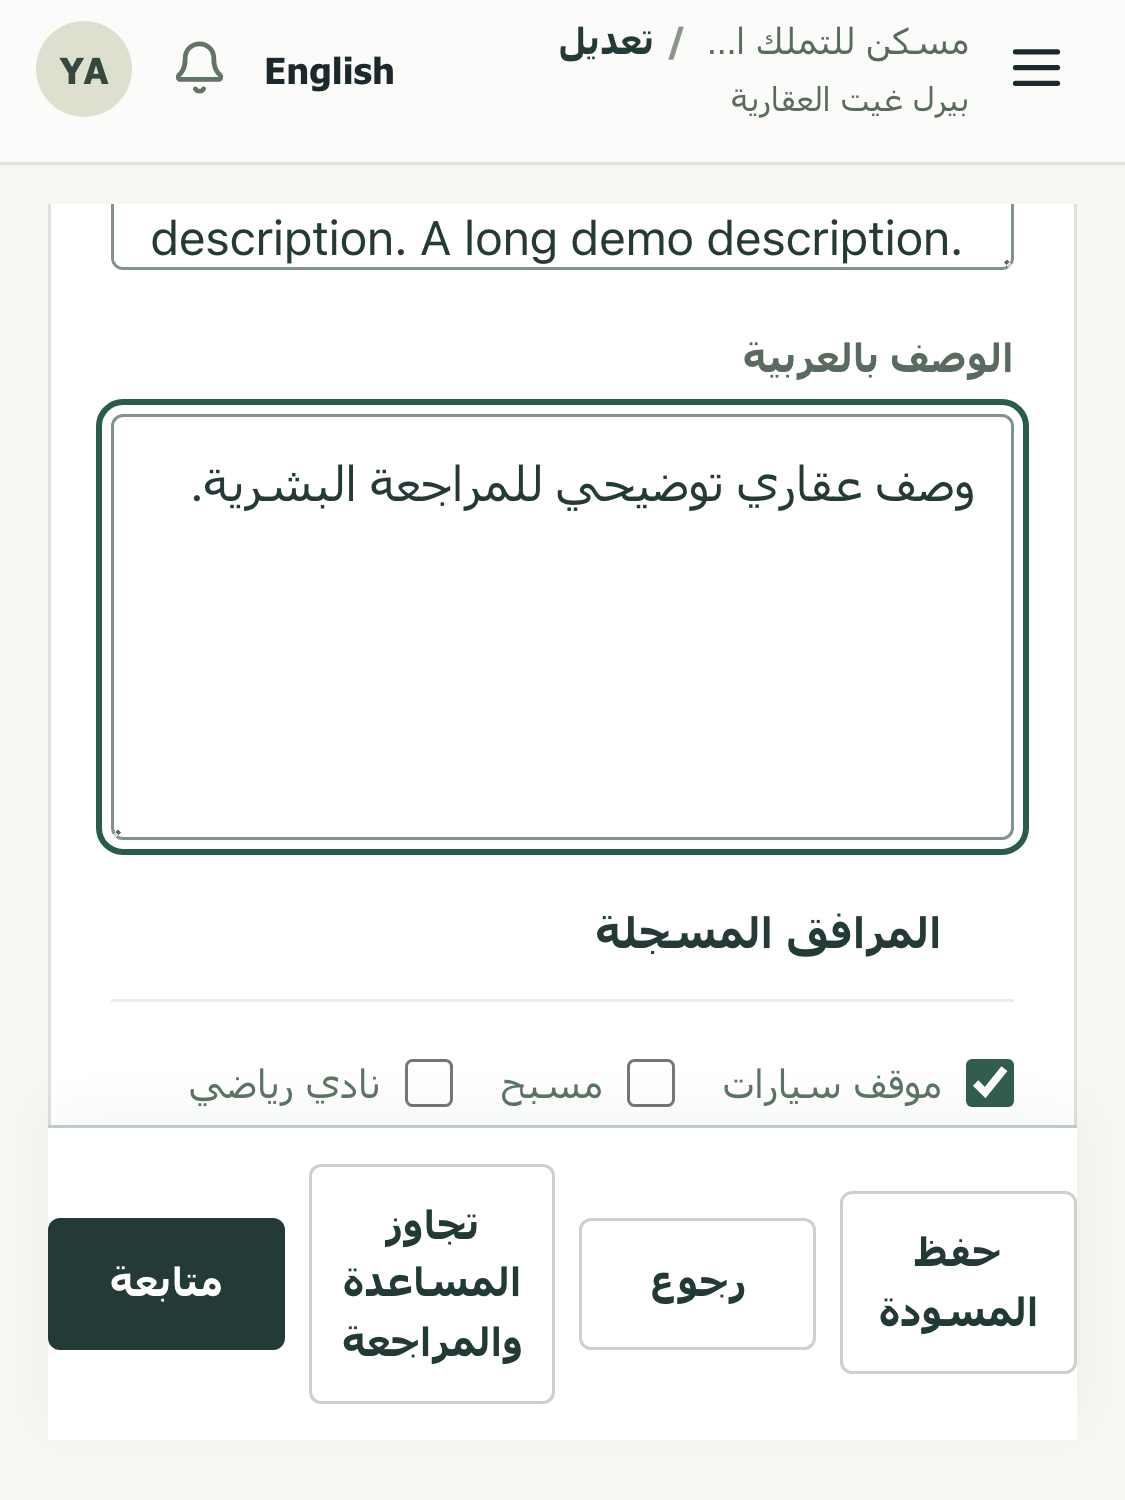 مسكن للتملك ا... / تعديل
بيرل غيت العقارية
English
YA
description. A long demo description.
الوصف بالعربية
وصف عقاري توضيحي للمراجعة البشرية.
المرافق المسجلة
موقف سيارات
مسبح
نادي رياضي
حفظ
المسودة
رجوع
تجاوز
المساعدة
والمراجعة
متابعة